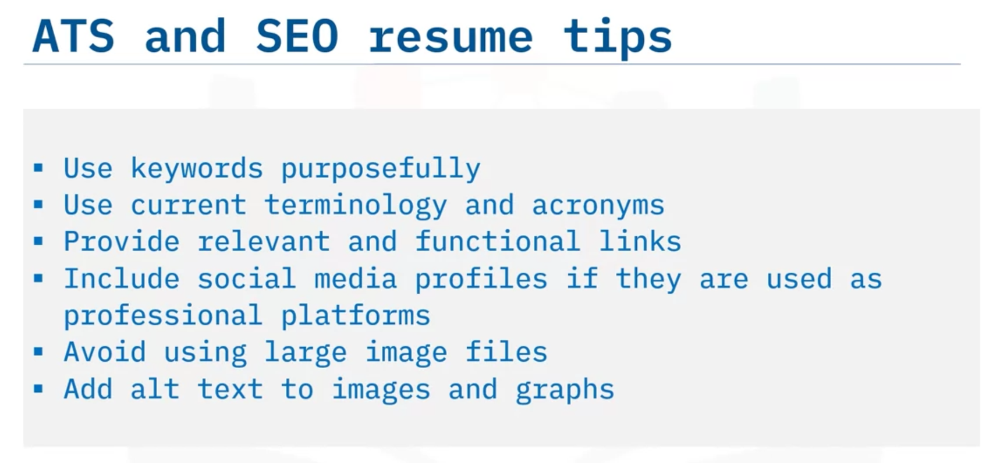 ATS and SEO resume tips
▪ Use keywords purposefully
▪ Use current terminology and acronyms
▪ Provide relevant and functional links
▪ Include social media profiles if they are used as
professional platforms
▪ Avoid using large image files
▪ Add alt text to images and graphs